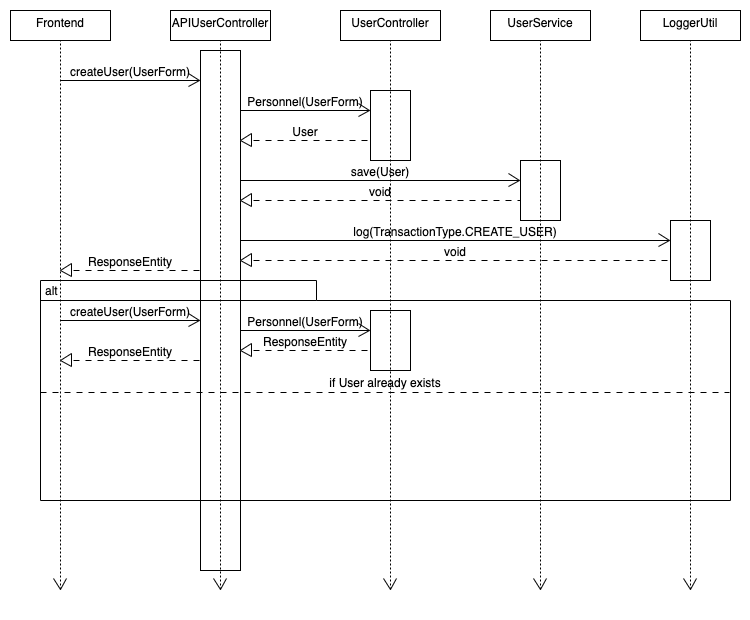 Frontend
APIUserController
UserController
UserService
LoggerUtil
createUser(UserForm)
Personnel(UserForm)
User
save(User)
void
log(TransactionType.CREATE_USER)
void
ResponseEntity
alt
createUser(UserForm)
Personnel(UserForm)
ResponseEntity
ResponseEntity
if User already exists